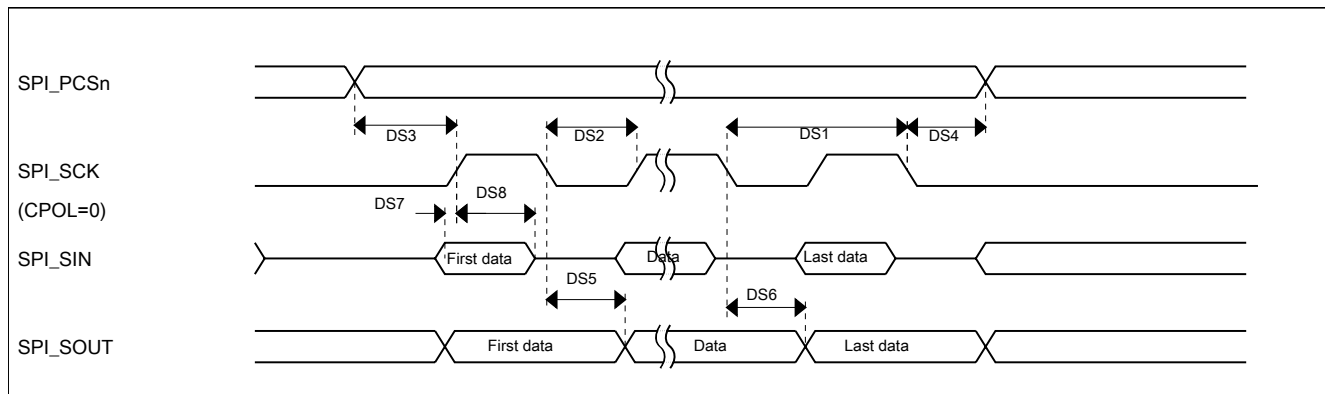 SPI_PCSn
DS3
DS2
DS1
DS4
SPI_SCK
(CPOL=0)
DS7
DS8
SPI_SIN
First data
Data
Last data
DS5
DS6
SPI_SOUT
First data
Data
Last data